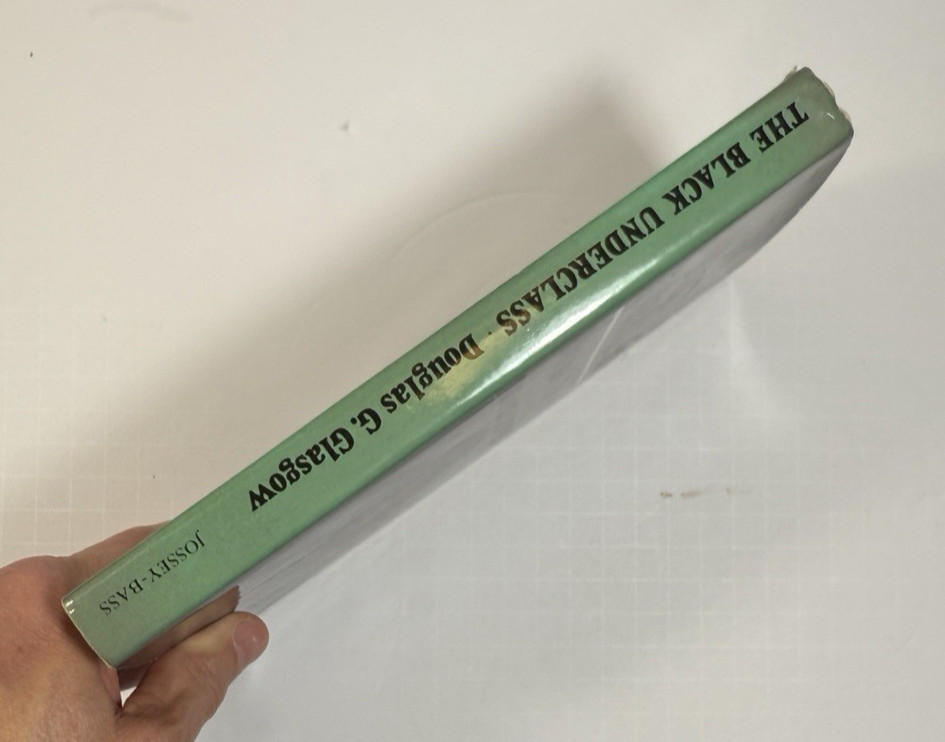 THE BLACK UNDERCLASS · Douglas G. Glasgow
JOSSEY-BASS